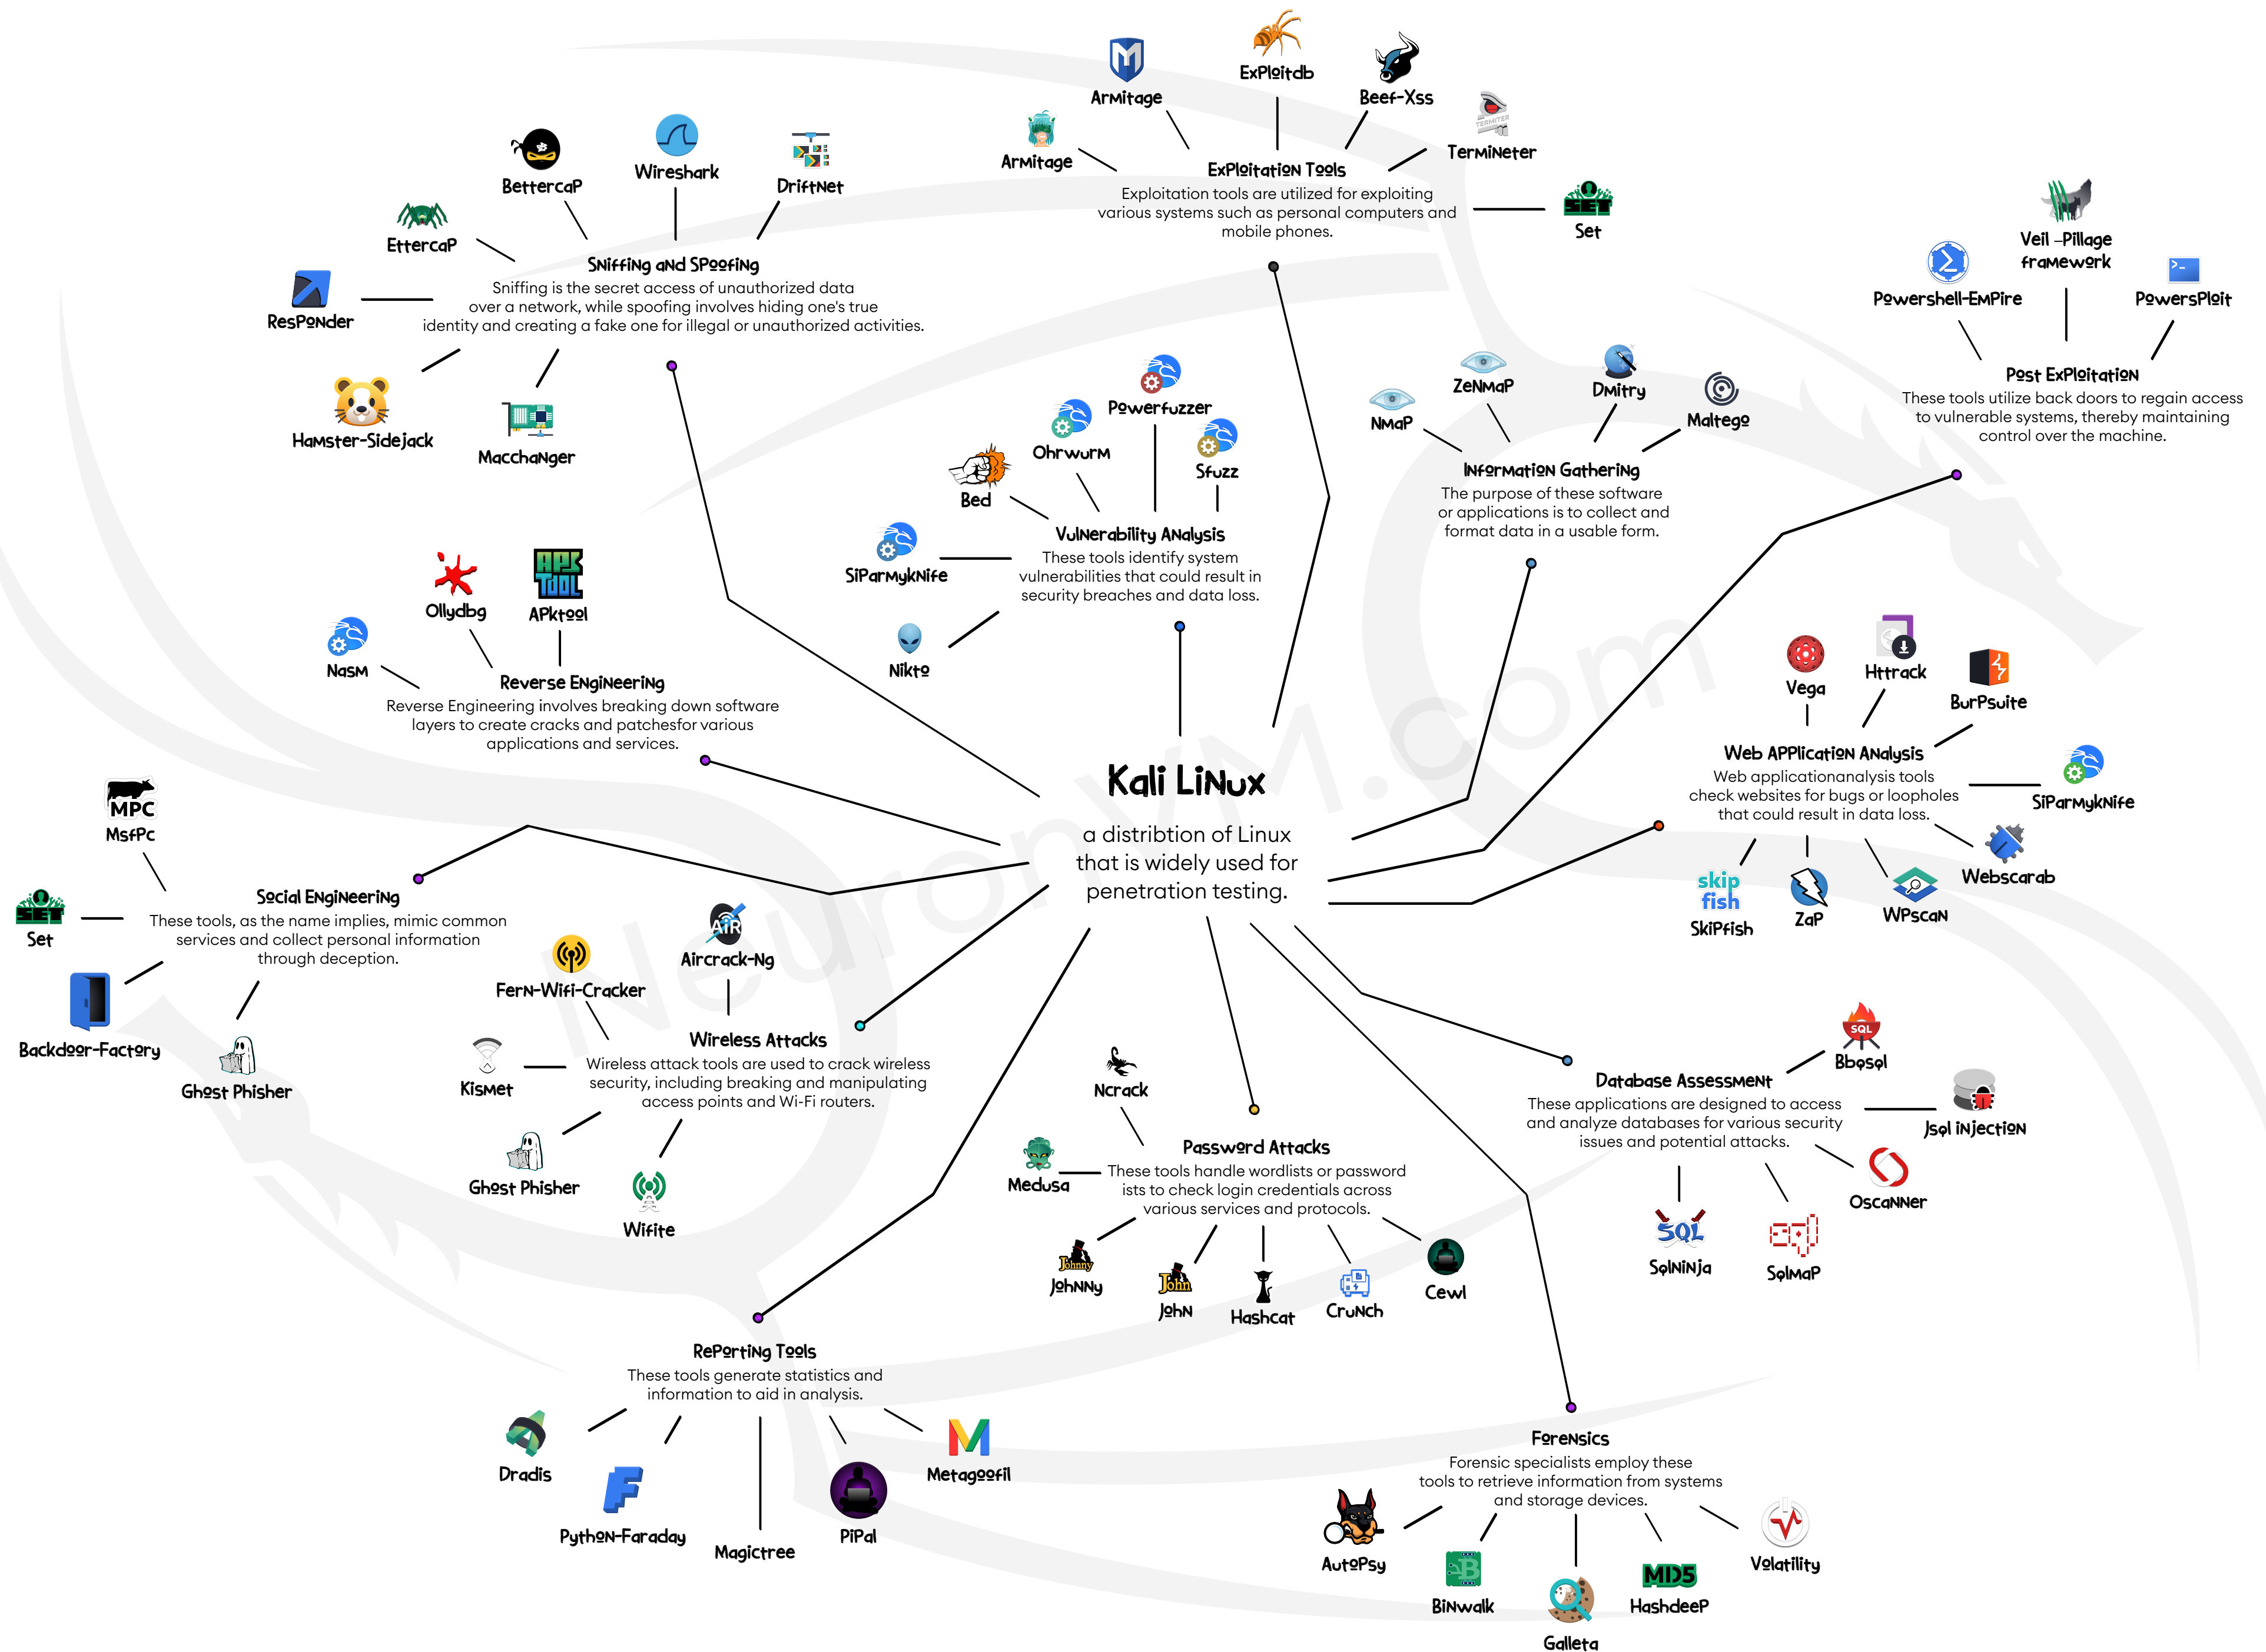 Kali Linux
a distribtion of Linux
that is widely used for
penetration testing.
NeuronVM.com
Exploitdb
Armitage
Beef-Xss
Armitage
Termineter
TERMITER
Exploitation Tools
Exploitation tools are utilized for exploiting
various systems such as personal computers and
mobile phones.
SET
Set
Bettercap
Wireshark
Driftnet
Ettercap
Responder
Sniffing and Spoofing
Sniffing is the secret access of unauthorized data
over a network, while spoofing involves hiding one's true
identity and creating a fake one for illegal or unauthorized activities.
Hamster-Sidejack
Macchanger
Veil –Pillage
framework
Powershell-Empire
Powersploit
Post Exploitation
These tools utilize back doors to regain access
to vulnerable systems, thereby maintaining
control over the machine.
Zenmap
Dmitry
Nmap
Maltego
Information Gathering
The purpose of these software
or applications is to collect and
format data in a usable form.
Powerfuzzer
Ohrwurm
Sfuzz
Bed
Siparmyknife
Nikto
Vulnerability Analysis
These tools identify system
vulnerabilities that could result in
security breaches and data loss.
APK
TOOL
Ollydbg
Apktool
Nasm
Reverse Engineering
Reverse Engineering involves breaking down software
layers to create cracks and patchesfor various
applications and services.
Vega
Httrack
Burpsuite
Web Application Analysis
Web applicationanalysis tools
check websites for bugs or loopholes
that could result in data loss.
Siparmyknife
Webscarab
skip
fish
Skipfish
Zap
Wpscan
MPC
Msfpc
Social Engineering
These tools, as the name implies, mimic common
services and collect personal information
through deception.
SET
Set
Backdoor-Factory
Ghost Phisher
AiR
Aircrack-Ng
Fern-Wifi-Cracker
Wireless Attacks
Wireless attack tools are used to crack wireless
security, including breaking and manipulating
access points and Wi-Fi routers.
Kismet
Ghost Phisher
Wifite
Ncrack
Medusa
Password Attacks
These tools handle wordlists or password
ists to check login credentials across
various services and protocols.
Johnny
Johnny
John
John
Hashcat
Crunch
Cewl
SQL
Bbqsql
Database Assessment
These applications are designed to access
and analyze databases for various security
issues and potential attacks.
Jsql injection
Oscanner
SQL
Sqlninja
sql
Sqlmap
Reporting Tools
These tools generate statistics and
information to aid in analysis.
Dradis
Python-Faraday
Magictree
Pipal
Metagoofil
Forensics
Forensic specialists employ these
tools to retrieve information from systems
and storage devices.
Autopsy
Binwalk
Galleta
MD5
Hashdeep
Volatility